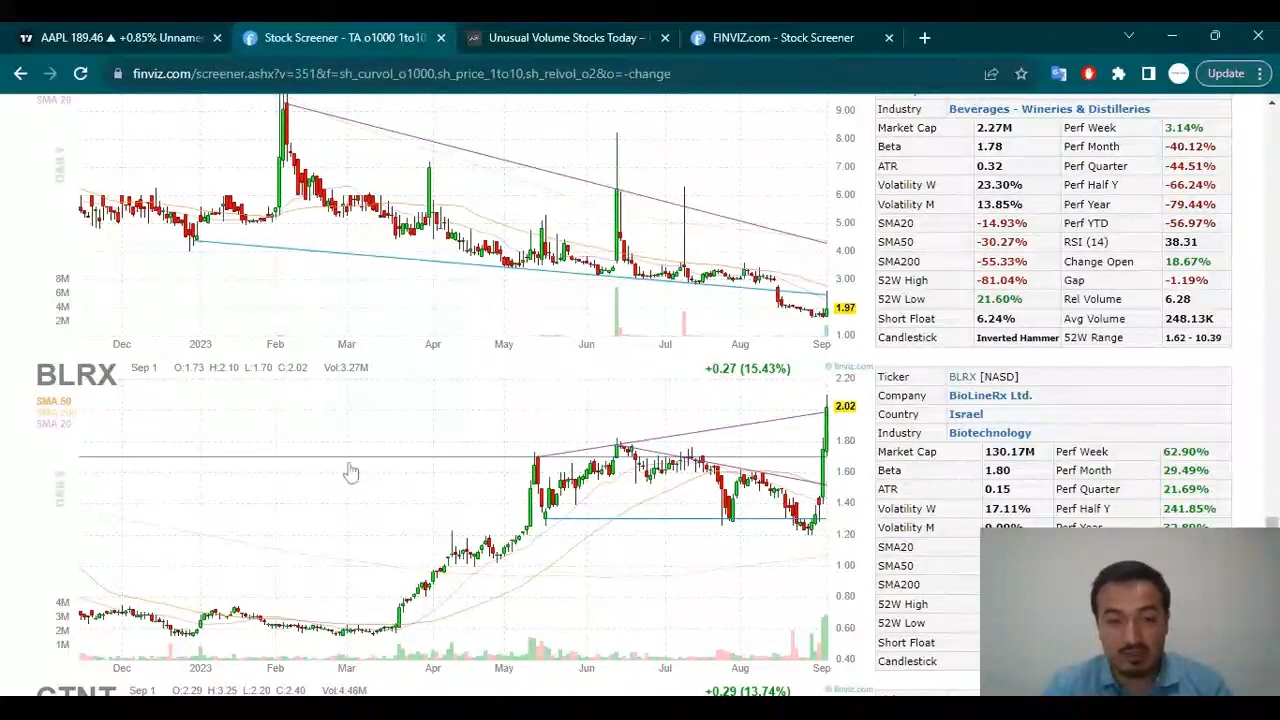 AAPL 189.46 ▲ +0.85% Unname
Stock Screener - TA o1000 1to10
Unusual Volume Stocks Today –
FINVIZ.com - Stock Screener
finviz.com/screener.ashx?v=351&f=sh_curvol_o1000,sh_price_1to10,sh_relvol_o2&o=-change
Update
SMA 20
DAILY
9.00
8.00
7.00
6.00
5.00
4.00
3.00
1.97
1.00
8M
6M
4M
2M
Dec 2023 Feb Mar Apr May Jun Jul Aug Sep
Industry Beverages - Wineries & Distilleries
Market Cap 2.27M Perf Week 3.14%
Beta 1.78 Perf Month -40.12%
ATR 0.32 Perf Quarter -44.51%
Volatility W 23.30% Perf Half Y -66.24%
Volatility M 13.85% Perf Year -79.44%
SMA20 -14.93% Perf YTD -56.97%
SMA50 -30.27% RSI (14) 38.31
SMA200 -55.33% Change Open 18.67%
52W High -81.04% Gap -1.19%
52W Low 21.60% Rel Volume 6.28
Short Float 6.24% Avg Volume 248.13K
Candlestick Inverted Hammer 52W Range 1.62 - 10.39
BLRX Sep 1 O:1.73 H:2.10 L:1.70 C:2.02 Vol:3.27M +0.27 (15.43%) © finviz.com
SMA 50
SMA 200
SMA 20
DAILY
2.20
2.02
1.80
1.60
1.40
1.20
1.00
0.80
0.60
0.40
4M
3M
2M
1M
Dec 2023 Feb Mar Apr May Jun Jul Aug Sep
Ticker BLRX [NASD]
Company BioLineRx Ltd.
Country Israel
Industry Biotechnology
Market Cap 130.17M Perf Week 62.90%
Beta 1.80 Perf Month 29.49%
ATR 0.15 Perf Quarter 21.69%
Volatility W 17.11% Perf Half Y 241.85%
Volatility M
SMA20
SMA50
SMA200
52W High
52W Low
Short Float
Candlestick
Sep 1 O:2.29 H:3.25 L:2.20 C:2.40 Vol:4.46M +0.29 (13.74%) © finviz.com